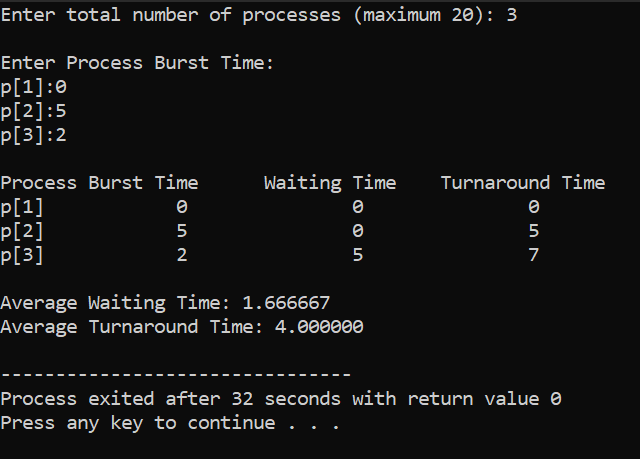 Enter total number of processes (maximum 20): 3
Enter Process Burst Time:
p[1]:0
p[2]:5
p[3]:2
Process Burst Time      Waiting Time    Turnaround Time
p[1]            0               0               0
p[2]            5               0               5
p[3]            2               5               7
Average Waiting Time: 1.666667
Average Turnaround Time: 4.000000
--------------------------------
Process exited after 32 seconds with return value 0
Press any key to continue . . .